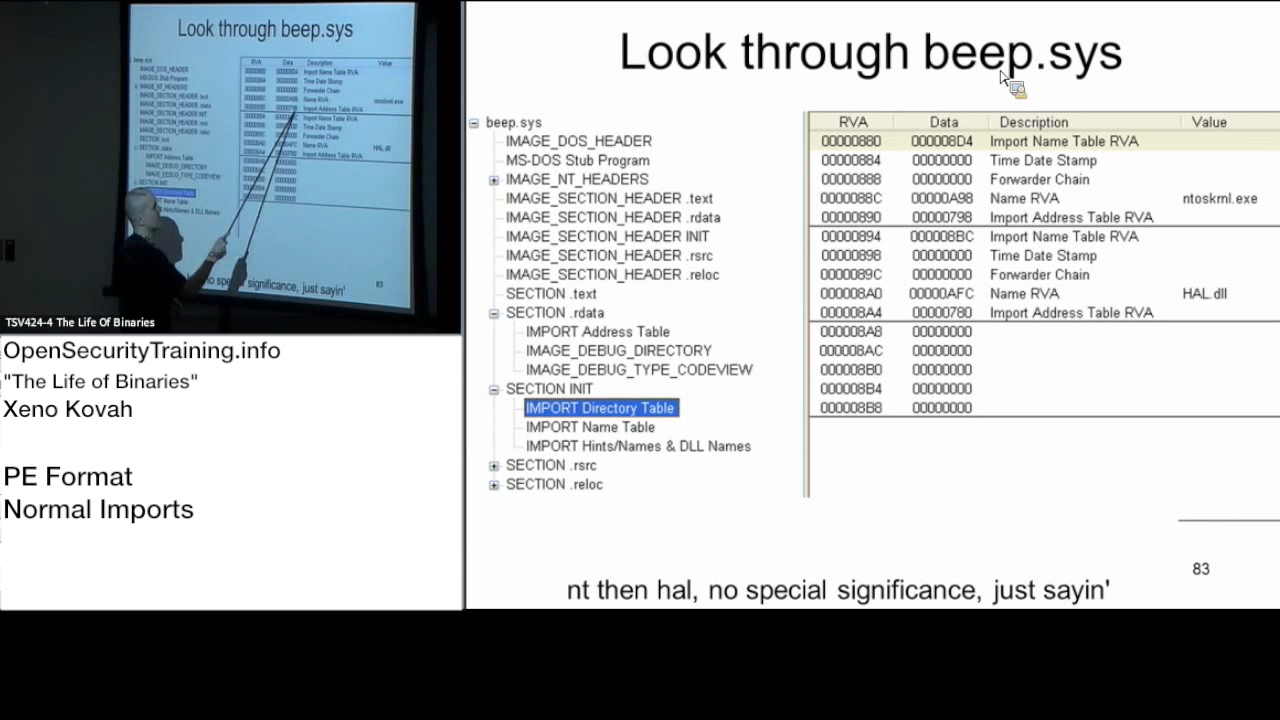 Look through beep.sys
TSV424-4 The Life Of Binaries
OpenSecurityTraining.info
"The Life of Binaries"
Xeno Kovah
PE Format
Normal Imports
Look through beep.sys
beep.sys
IMAGE_DOS_HEADER
MS-DOS Stub Program
IMAGE_NT_HEADERS
IMAGE_SECTION_HEADER .text
IMAGE_SECTION_HEADER .rdata
IMAGE_SECTION_HEADER INIT
IMAGE_SECTION_HEADER .rsrc
IMAGE_SECTION_HEADER .reloc
SECTION .text
SECTION .rdata
IMPORT Address Table
IMAGE_DEBUG_DIRECTORY
IMAGE_DEBUG_TYPE_CODEVIEW
SECTION INIT
IMPORT Directory Table
IMPORT Name Table
IMPORT Hints/Names & DLL Names
SECTION .rsrc
SECTION .reloc
RVA Data Description Value
00000880 000008D4 Import Name Table RVA
00000884 00000000 Time Date Stamp
00000888 00000000 Forwarder Chain
0000088C 00000A98 Name RVA ntoskrnl.exe
00000890 00000798 Import Address Table RVA
00000894 000008BC Import Name Table RVA
00000898 00000000 Time Date Stamp
0000089C 00000000 Forwarder Chain
000008A0 00000AFC Name RVA HAL.dll
000008A4 00000780 Import Address Table RVA
000008A8 00000000
000008AC 00000000
000008B0 00000000
000008B4 00000000
000008B8 00000000
83
nt then hal, no special significance, just sayin'